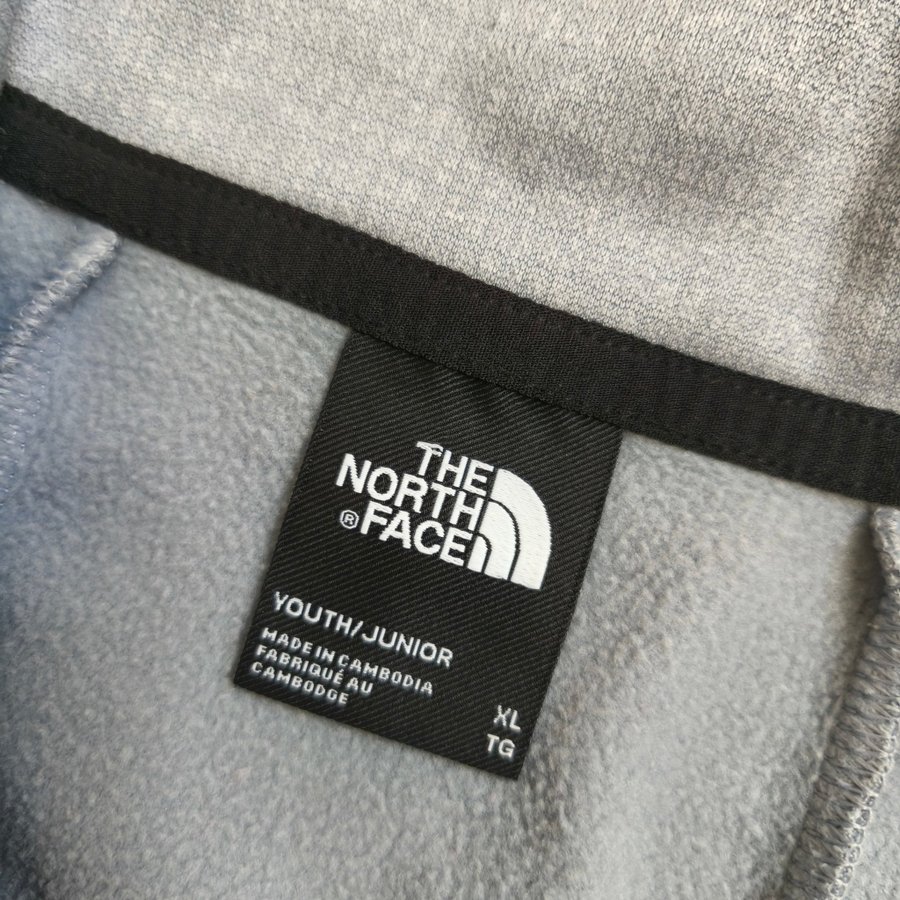 THE
NORTH
® FACE
YOUTH/JUNIOR
MADE IN CAMBODIA
FABRIQUÉ AU
CAMBODGE
XL
TG